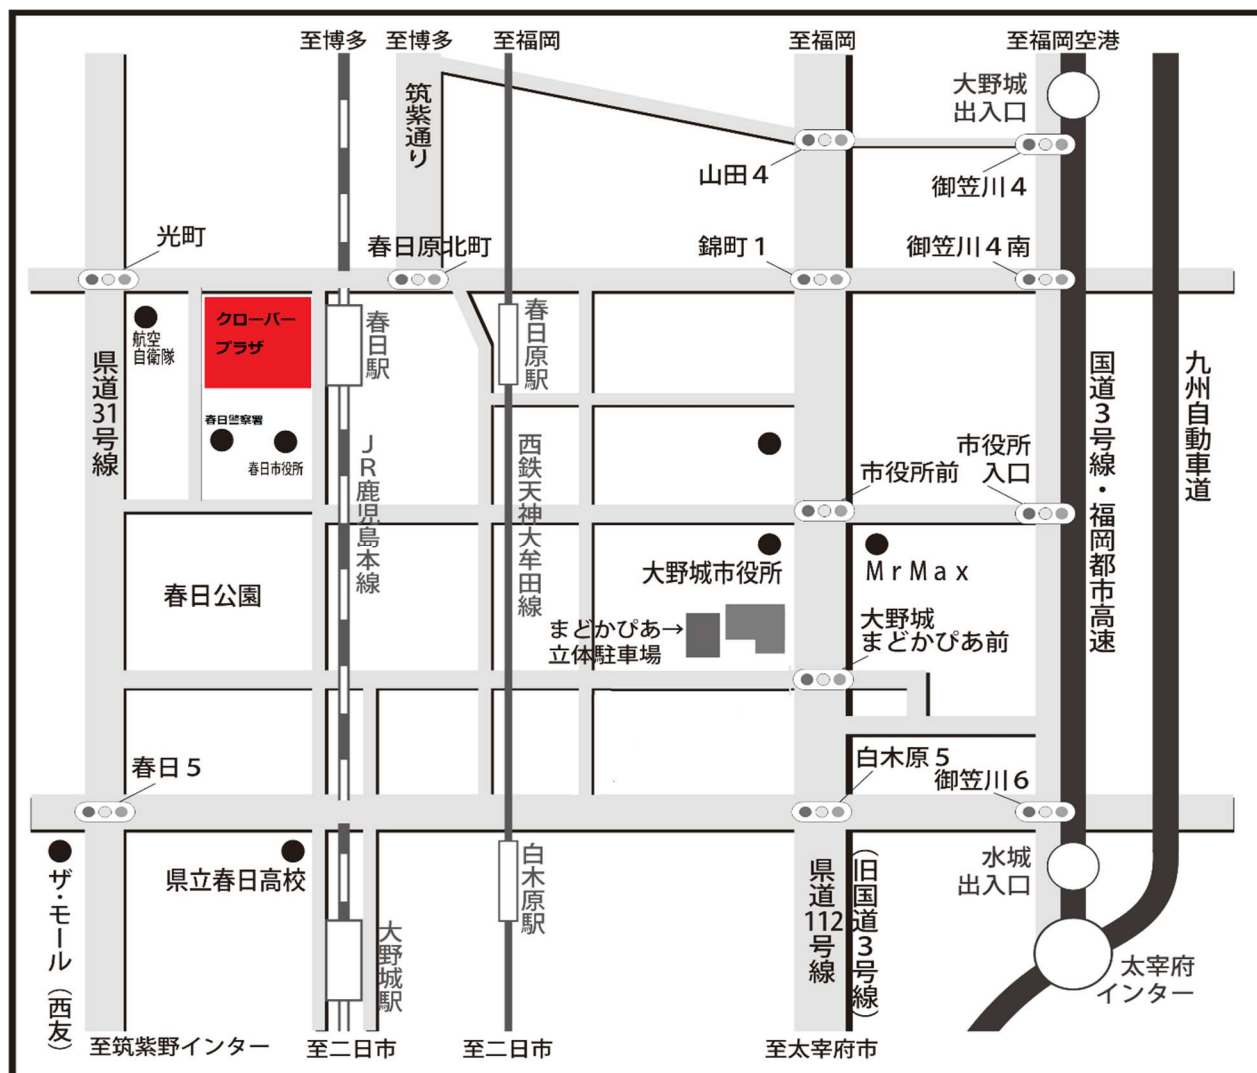 至博多
至博多
至福岡
至福岡
至福岡空港
大野城
出入口
筑紫通り
山田4
御笠川4
光町
春日原北町
錦町1
御笠川4南
クローバー
プラザ
航空
自衛隊
春日駅
春日原駅
県道31号線
国道3号線・福岡都市高速
九州自動車道
春日警察署
春日市役所
JR鹿児島本線
西鉄天神大牟田線
市役所前
市役所
入口
春日公園
大野城市役所
MrMax
まどかぴあ→
立体駐車場
大野城
まどかぴあ前
春日5
白木原5
御笠川6
ザ・モール(西友)
県立春日高校
大野城駅
白木原駅
県道112号線
(旧国道3号線)
水城
出入口
太宰府
インター
至筑紫野インター
至二日市
至二日市
至太宰府市